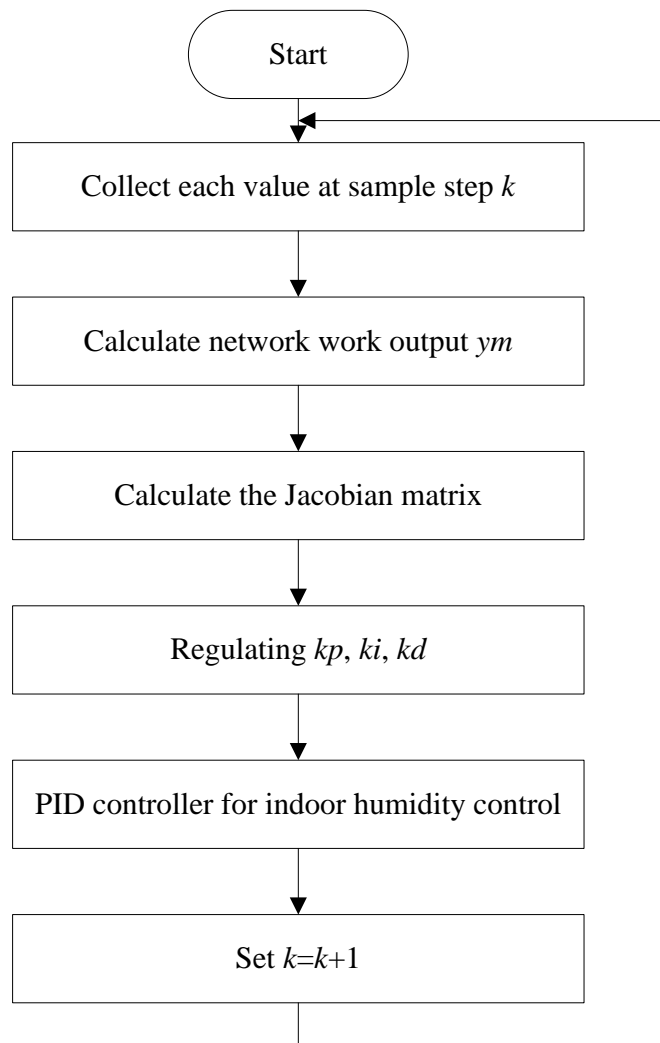 Start
Collect each value at sample step k
Calculate network work output ym
Calculate the Jacobian matrix
Regulating kp, ki, kd
PID controller for indoor humidity control
Set k=k+1